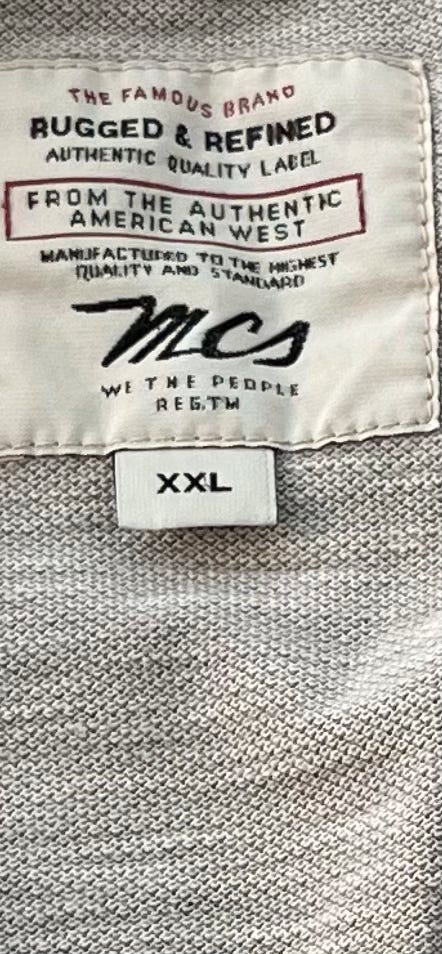 THE FAMOUS BRAND
RUGGED & REFINED
AUTHENTIC QUALITY LABEL
FROM THE AUTHENTIC
AMERICAN WEST
MANUFACTURED TO THE HIGHEST
QUALITY AND STANDARD
mcs
WE THE PEOPLE
REG.TM
XXL